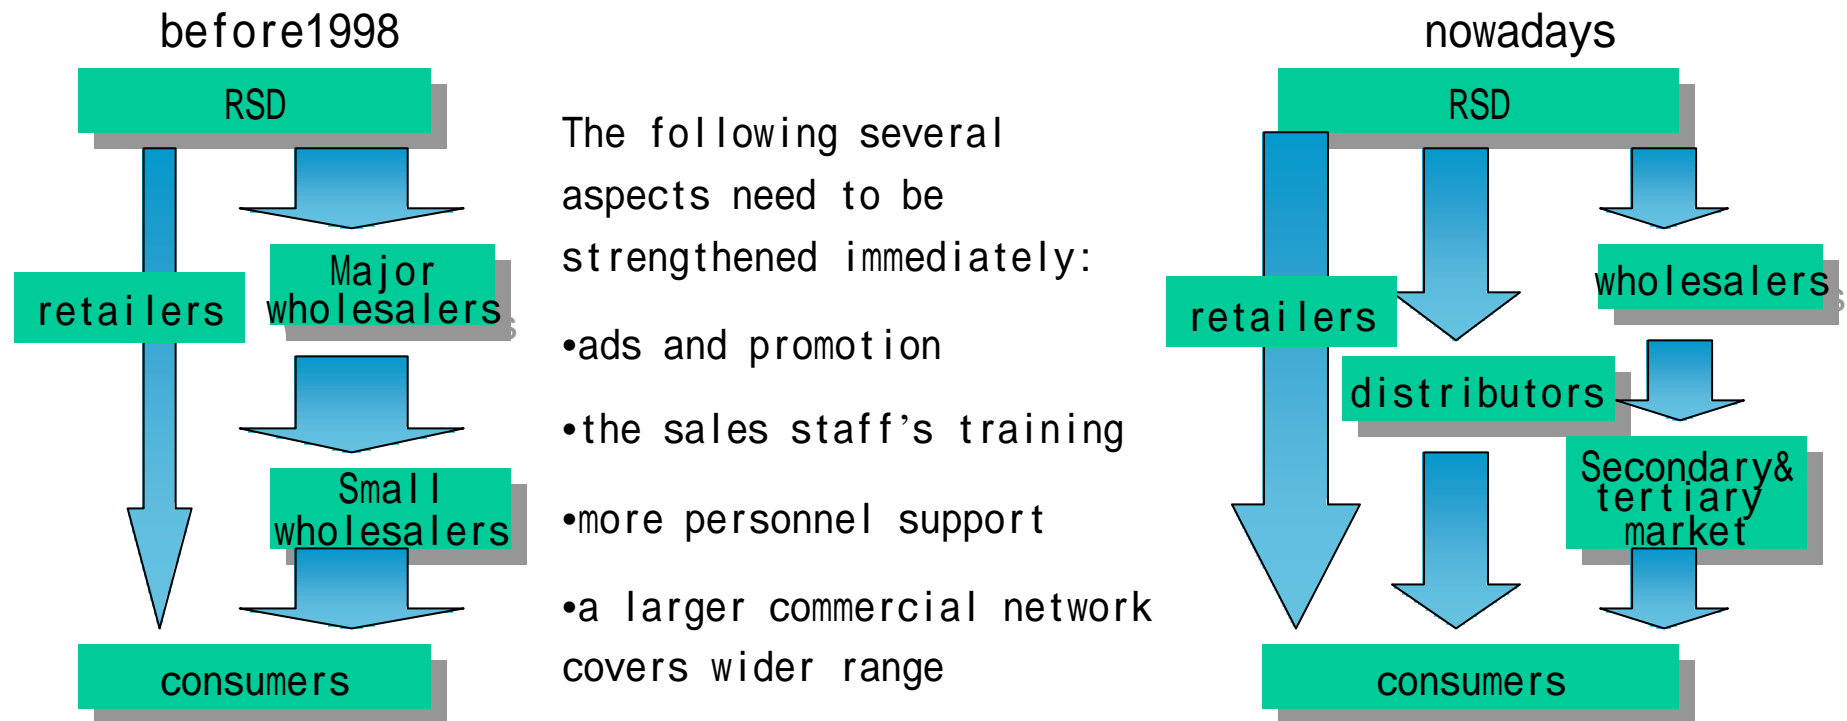 before1998
RSD
retailers
Major
wholesalers
Small
wholesalers
consumers
The following several
aspects need to be
strengthened immediately:
•ads and promotion
•the sales staff’s training
•more personnel support
•a larger commercial network
covers wider range
nowadays
RSD
retailers
distributors
wholesalers
Secondary&
tertiary
market
consumers